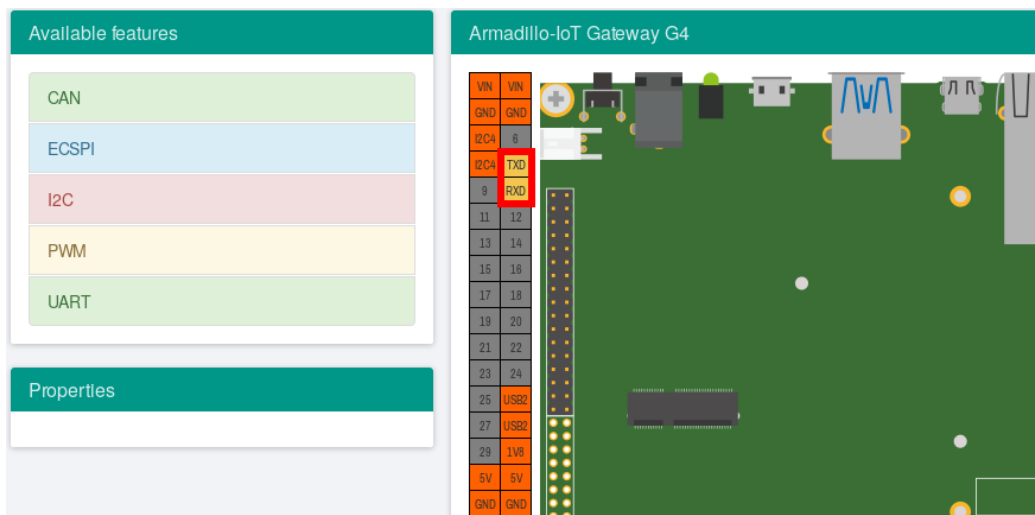 Available features
CAN
ECSPI
I2C
PWM
UART
Properties
Armadillo-IoT Gateway G4
VIN VIN
GND GND
I2C4 6
I2C4 TXD
9 RXD
11 12
13 14
15 16
17 18
19 20
21 22
23 24
25 USB2
27 USB2
29 1V8
5V 5V
GND GND